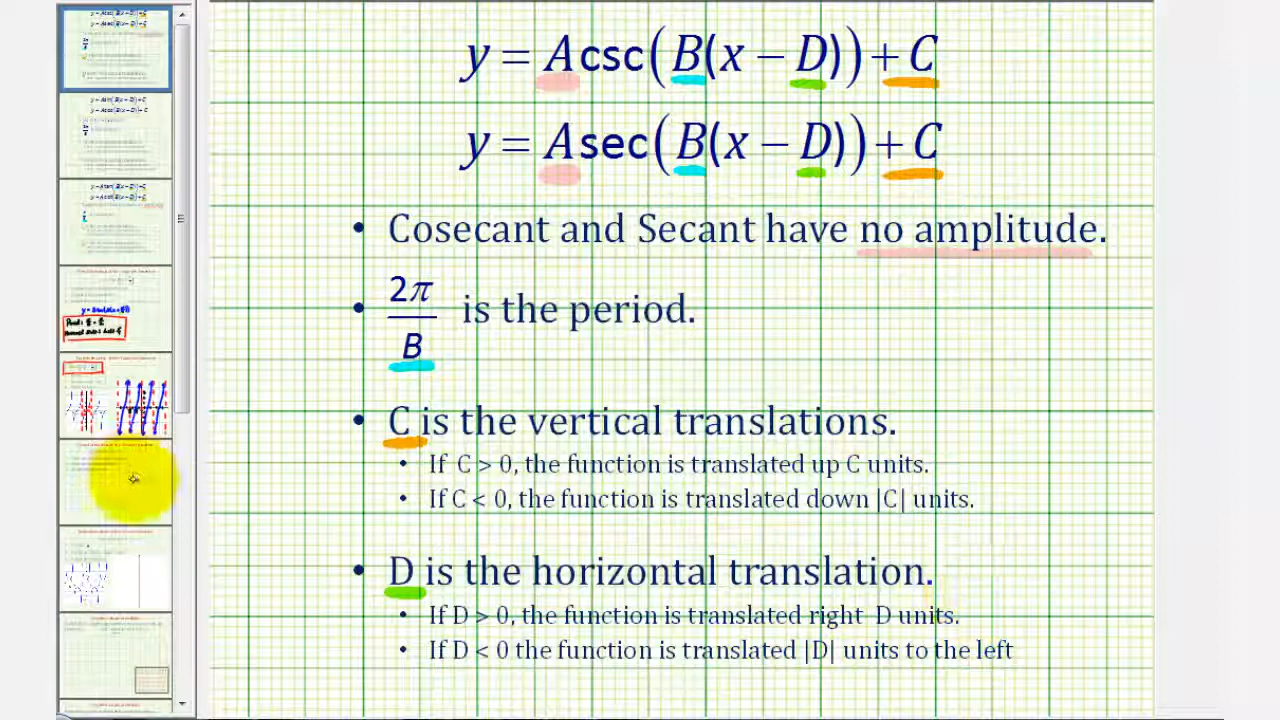 y = A csc(B(x − D)) + C
y = A sec(B(x − D)) + C
• Cosecant and Secant have no amplitude.
• 2π/B is the period.
• C is the vertical translations.
• If C > 0, the function is translated up C units.
• If C < 0, the function is translated down |C| units.
• D is the horizontal translation.
• If D > 0, the function is translated right D units.
• If D < 0 the function is translated |D| units to the left